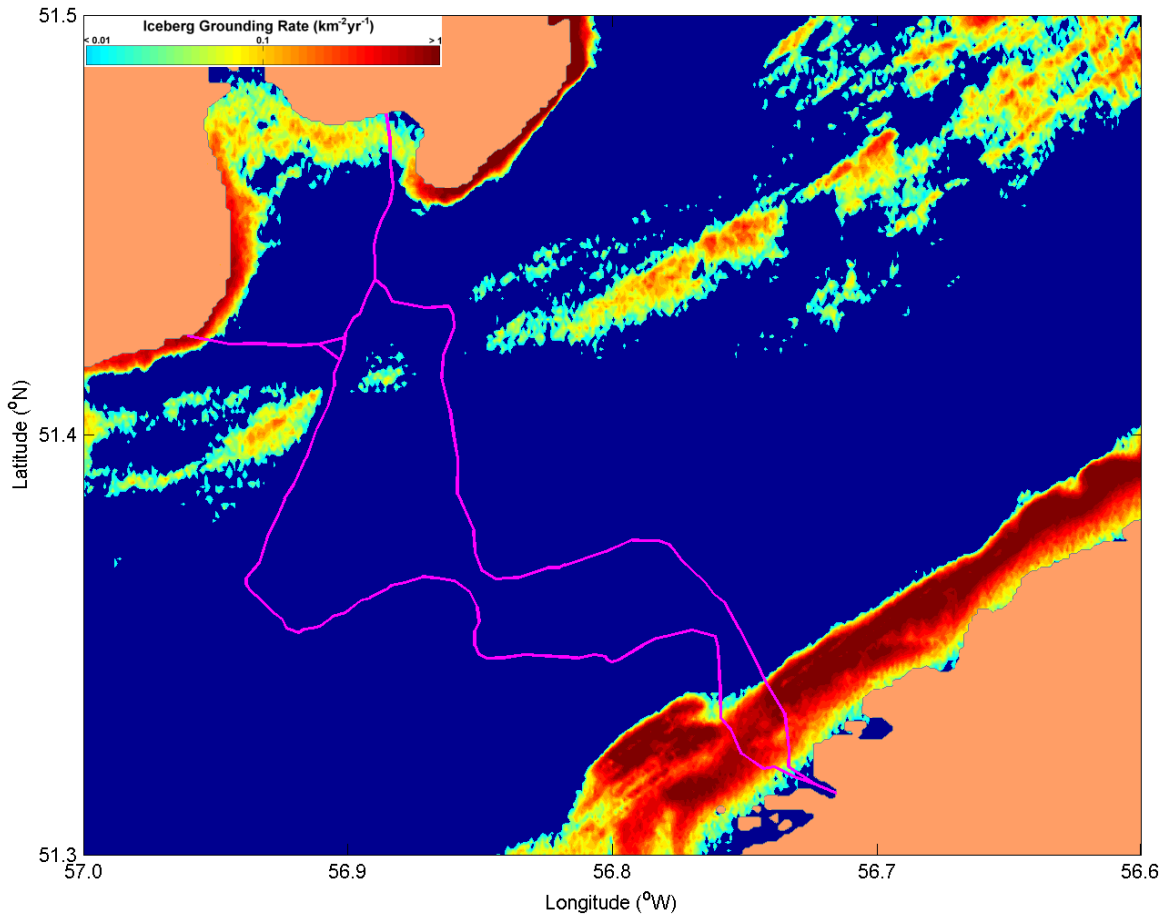 Iceberg Grounding Rate (km⁻²yr⁻¹)
< 0.01 0.1 > 1
51.5
51.4
51.3
Latitude (°N)
57.0 56.9 56.8 56.7 56.6
Longitude (°W)